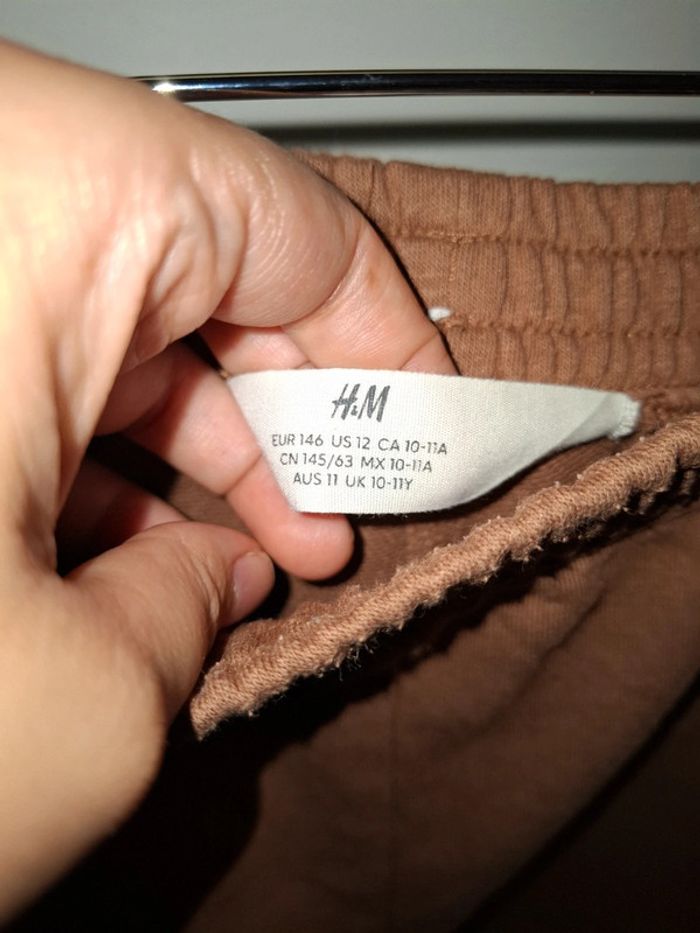 H&M
EUR 146 US 12 CA 10-11A
CN 145/63 MX 10-11A
AUS 11 UK 10-11Y